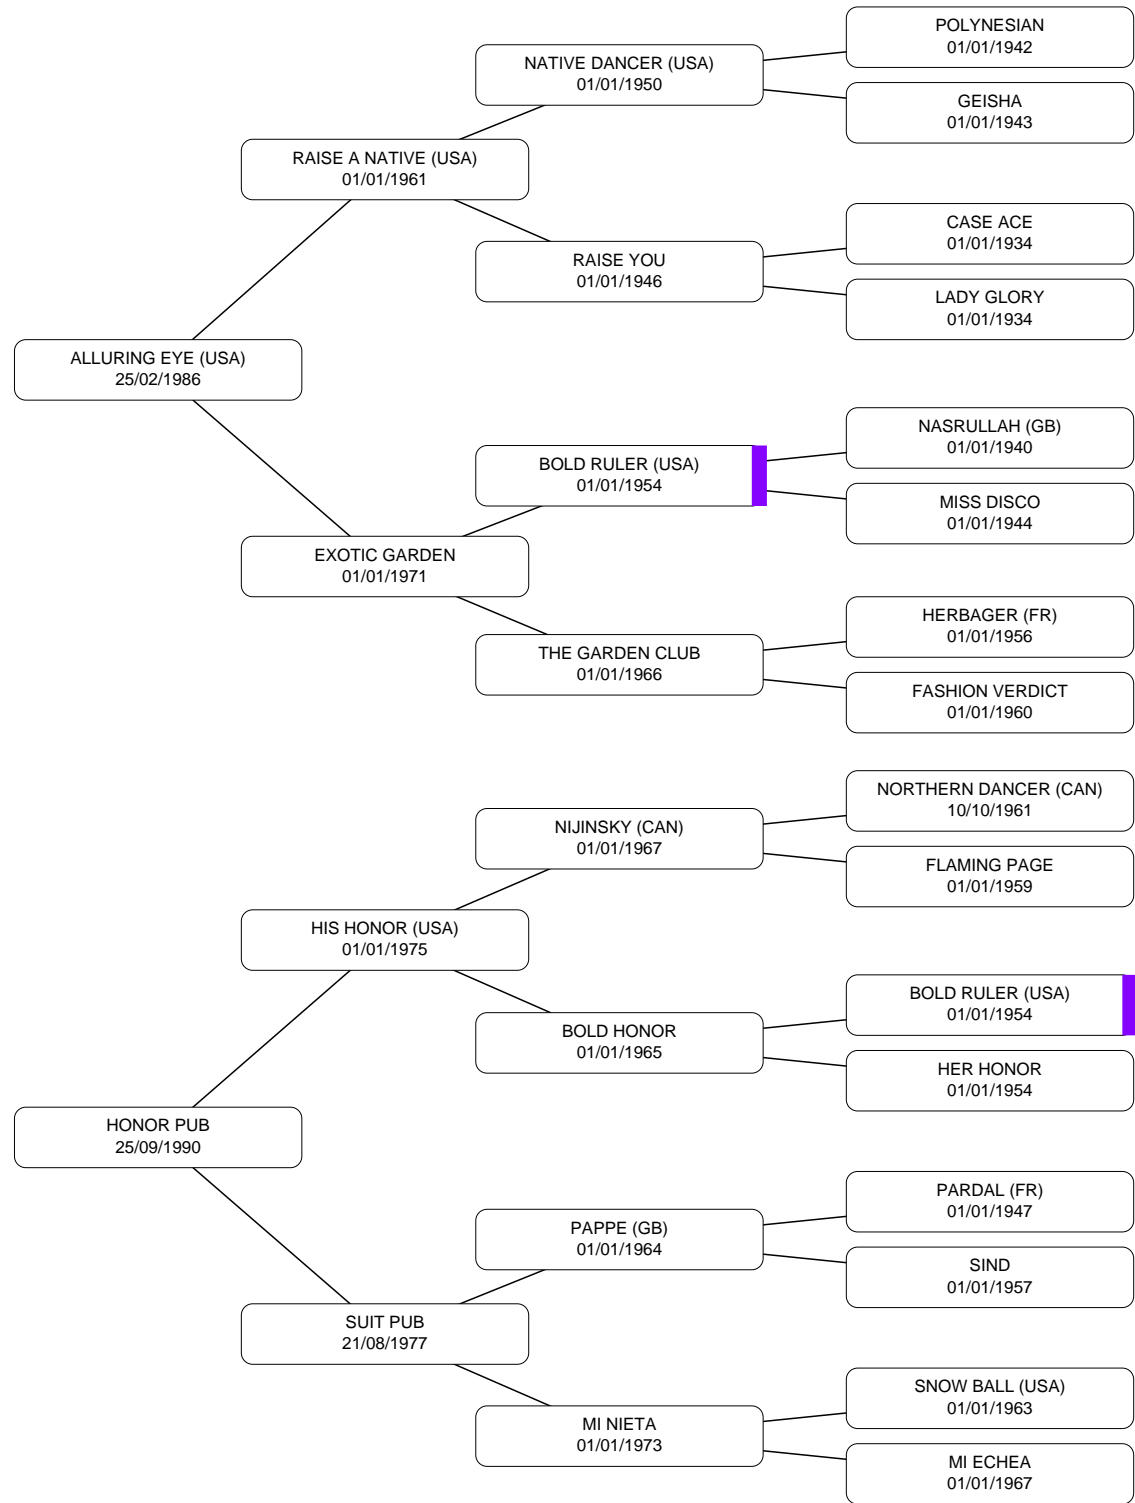 POLYNESIAN
01/01/1942
NATIVE DANCER (USA)
01/01/1950
GEISHA
01/01/1943
RAISE A NATIVE (USA)
01/01/1961
CASE ACE
01/01/1934
RAISE YOU
01/01/1946
LADY GLORY
01/01/1934
ALLURING EYE (USA)
25/02/1986
NASRULLAH (GB)
01/01/1940
BOLD RULER (USA)
01/01/1954
MISS DISCO
01/01/1944
EXOTIC GARDEN
01/01/1971
HERBAGER (FR)
01/01/1956
THE GARDEN CLUB
01/01/1966
FASHION VERDICT
01/01/1960
NORTHERN DANCER (CAN)
10/10/1961
NIJINSKY (CAN)
01/01/1967
FLAMING PAGE
01/01/1959
HIS HONOR (USA)
01/01/1975
BOLD RULER (USA)
01/01/1954
BOLD HONOR
01/01/1965
HER HONOR
01/01/1954
HONOR PUB
25/09/1990
PARDAL (FR)
01/01/1947
PAPPE (GB)
01/01/1964
SIND
01/01/1957
SUIT PUB
21/08/1977
SNOW BALL (USA)
01/01/1963
MI NIETA
01/01/1973
MI ECHEA
01/01/1967